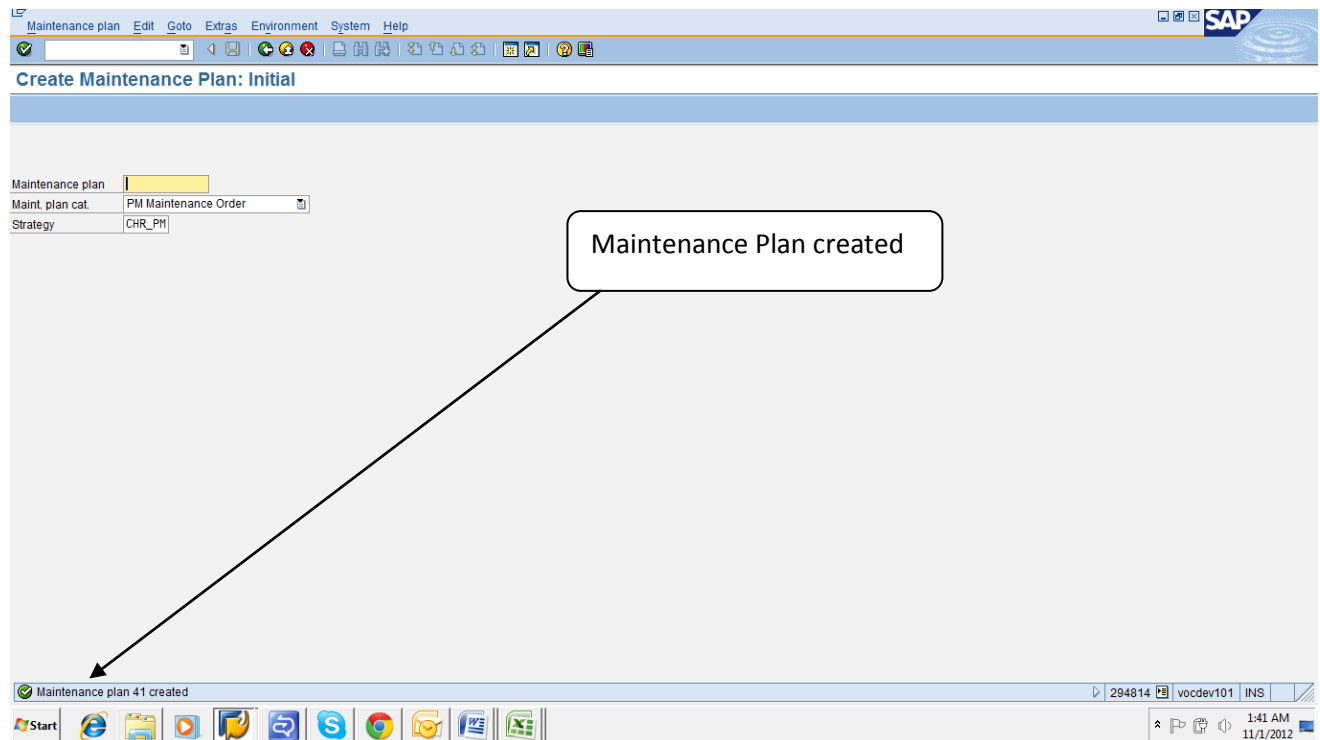 Maintenance plan Edit Goto Extras Environment System Help
SAP
Create Maintenance Plan: Initial
Maintenance plan
Maint. plan cat. PM Maintenance Order
Strategy CHR_PM
Maintenance Plan created
Maintenance plan 41 created
294814 vocdev101 INS
Start
1:41 AM
11/1/2012